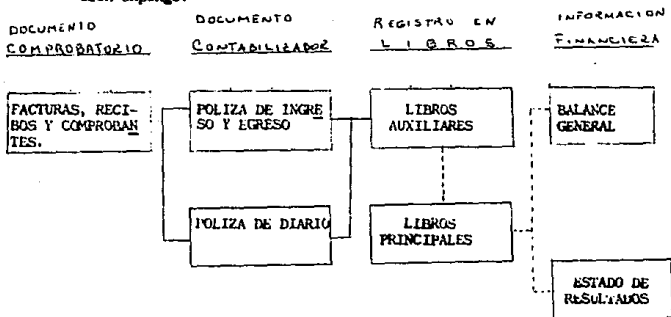 DOCUMENTO
COMPROBATORIO
DOCUMENTO
CONTABILIZADOR
REGISTRO EN
LIBROS
INFORMACION
FINANCIERA
FACTURAS, RECI-
BOS Y COMPROBAN
TES.
POLIZA DE INGRE
SO Y EGRESO
LIBROS
AUXILIARES
BALANCE
GENERAL
POLIZA DE DIARIO
LIBROS
PRINCIPALES
ESTADO DE
RESULTADOS